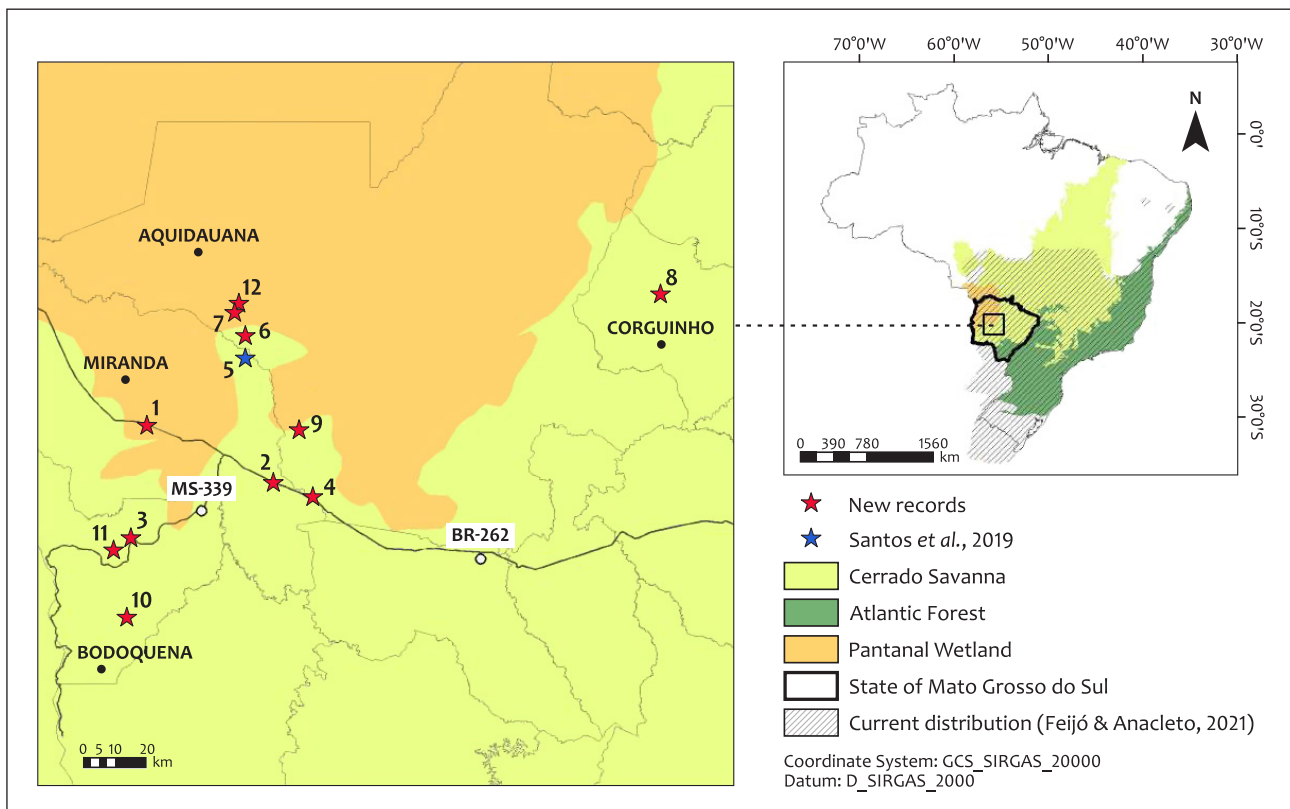 AQUIDAUANA
12
7
6
5
8
CORGUINHO
MIRANDA
1
9
2
4
MS-339
3
11
BR-262
10
BODOQUENA
0 5 10 20
km
70°0'W 60°0'W 50°0'W 40°0'W 30°0'W
N
0°0'
10°0'S
20°0'S
30°0'S
0 390 780 1560
km
New records
Santos et al., 2019
Cerrado Savanna
Atlantic Forest
Pantanal Wetland
State of Mato Grosso do Sul
Current distribution (Feijó & Anacleto, 2021)
Coordinate System: GCS_SIRGAS_20000
Datum: D_SIRGAS_2000